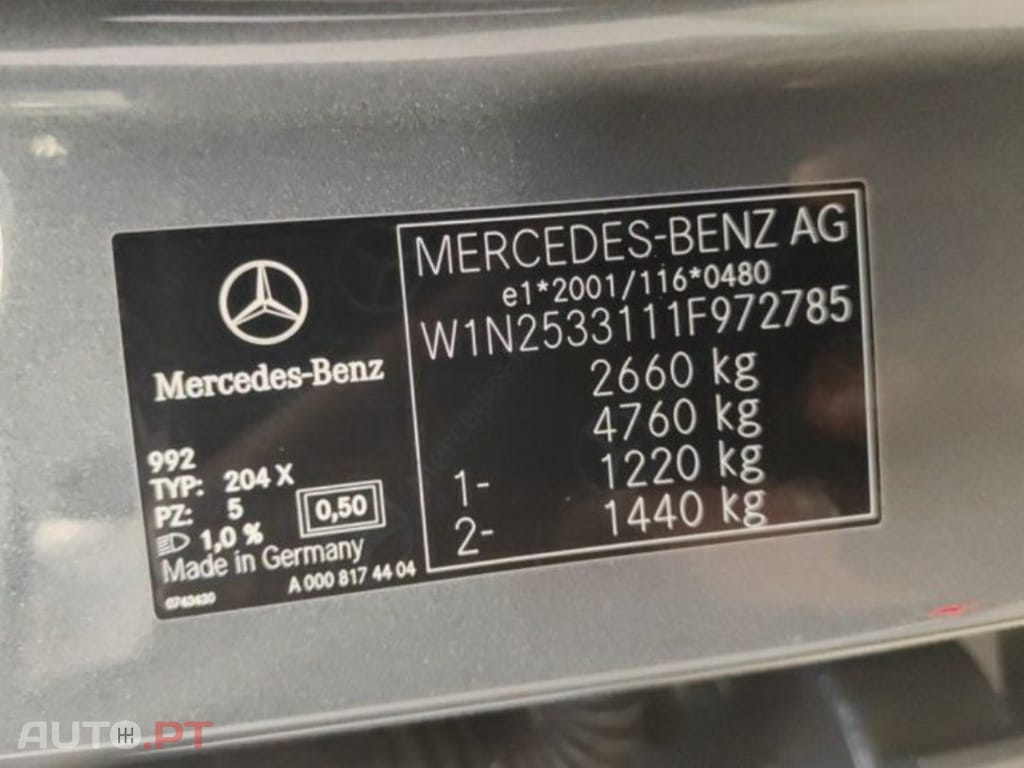 Mercedes-Benz
992
TYP: 204 X
PZ: 5
0,50
1,0 %
Made in Germany
A 000 817 44 04
0743420
MERCEDES-BENZ AG
e1*2001/116*0480
W1N2533111F972785
2660 kg
4760 kg
1- 1220 kg
2- 1440 kg
AUTO.PT